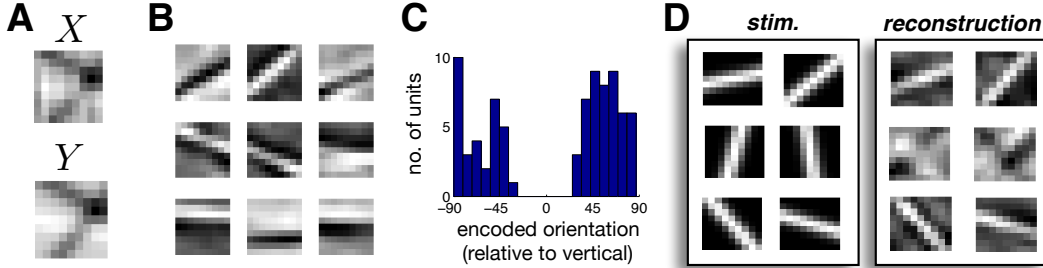 A
X
Y
B
C
no. of units
10
5
0
−90
−45
0
45
90
encoded orientation
(relative to vertical)
D
stim.
reconstruction